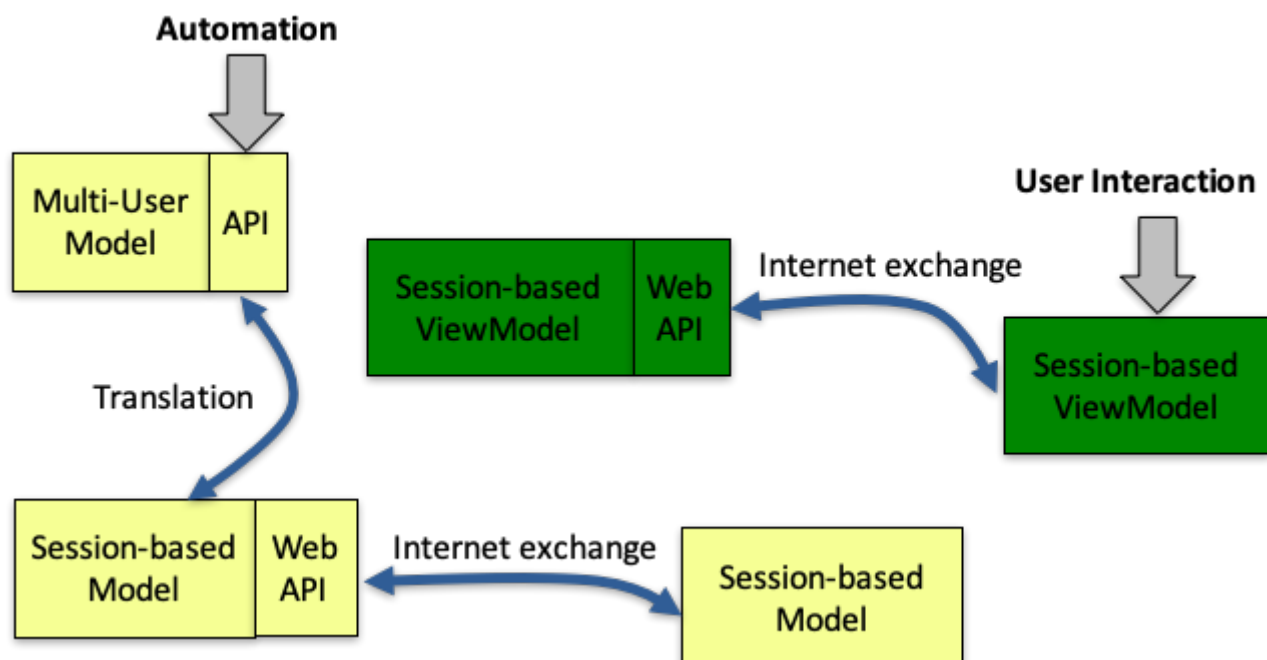 Automation
Multi-User
Model
API
User Interaction
Session-based
ViewModel
Web
API
Internet exchange
Session-based
ViewModel
Translation
Session-based
Model
Web
API
Internet exchange
Session-based
Model